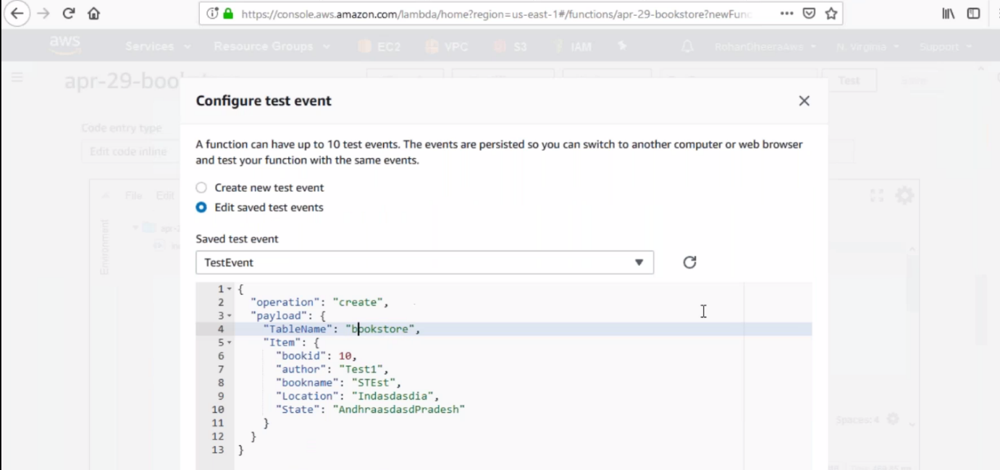 https://console.aws.amazon.com/lambda/home?region=us-east-1#/functions/apr-29-bookstore?newFunc
aws Services Resource Groups EC2 VPC S3 IAM RohanDheeraAws N. Virginia Support
apr-29-boo
Test
Configure test event
Code entry type
Edit code inline
A function can have up to 10 test events. The events are persisted so you can switch to another computer or web browser
and test your function with the same events.
Create new test event
File Edit
Edit saved test events
Environment
Saved test event
TestEvent
1 {
2 "operation": "create",
3 "payload": {
4 "TableName": "bookstore",
5 "Item": {
6 "bookid": 10,
7 "author": "Test1",
8 "bookname": "STEst",
9 "Location": "Indasdasdia",
10 "State": "AndhraasdasdPradesh"
11 }
12 }
13 }
Spaces: 4